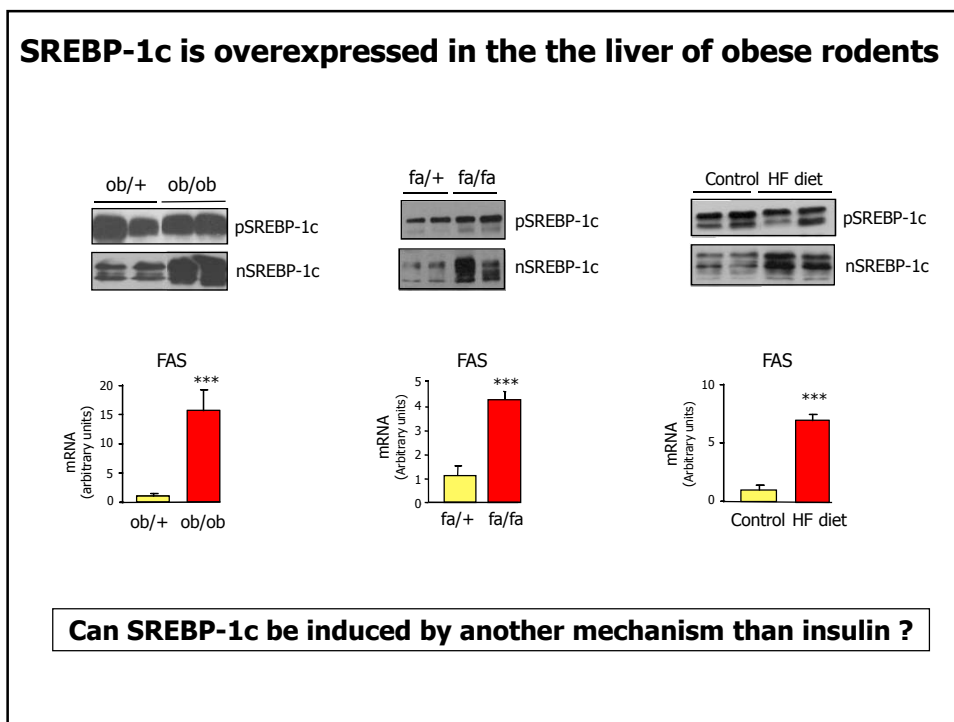 SREBP-1c is overexpressed in the the liver of obese rodents
ob/+ ob/ob
pSREBP-1c
nSREBP-1c
fa/+ fa/fa
pSREBP-1c
nSREBP-1c
Control HF diet
pSREBP-1c
nSREBP-1c
FAS
mRNA
(arbitrary units)
20
15
10
5
0
***
ob/+ ob/ob
FAS
mRNA
(Arbitrary units)
5
4
3
2
1
0
***
fa/+ fa/fa
FAS
mRNA
(Arbitrary units)
10
5
0
***
Control HF diet
Can SREBP-1c be induced by another mechanism than insulin ?